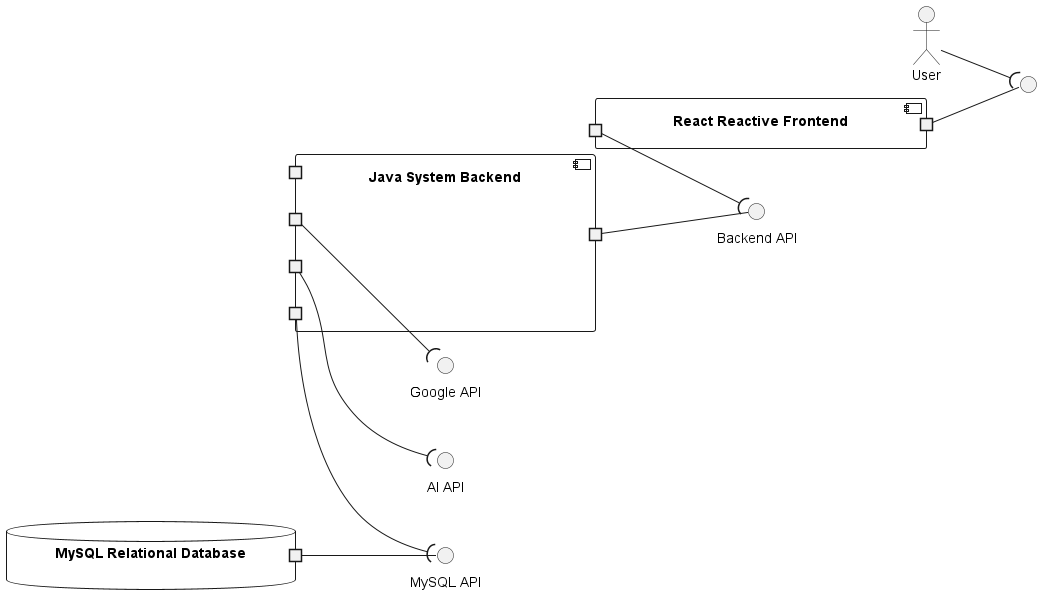 User
React Reactive Frontend
Java System Backend
Backend API
Google API
AI API
MySQL Relational Database
MySQL API